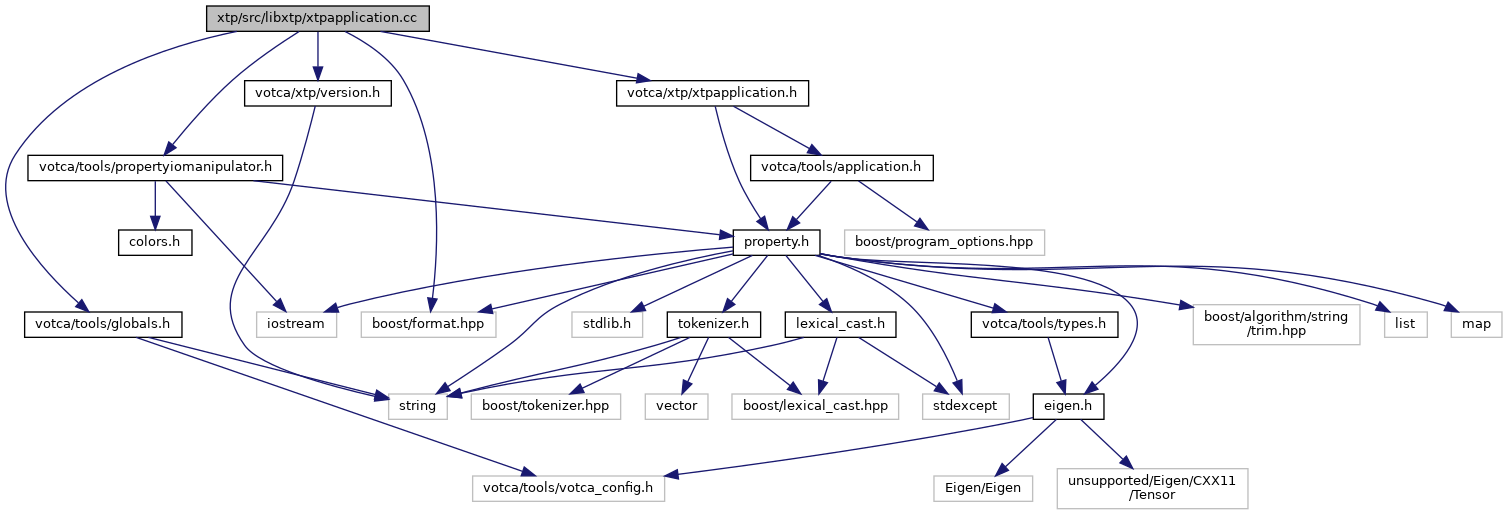 xtp/src/libxtp/xtpapplication.cc
votca/xtp/version.h
votca/xtp/xtpapplication.h
votca/tools/propertyiomanipulator.h
votca/tools/application.h
colors.h
property.h
boost/program_options.hpp
votca/tools/globals.h
iostream
boost/format.hpp
stdlib.h
tokenizer.h
lexical_cast.h
votca/tools/types.h
boost/algorithm/string
/trim.hpp
list
map
string
boost/tokenizer.hpp
vector
boost/lexical_cast.hpp
stdexcept
eigen.h
votca/tools/votca_config.h
Eigen/Eigen
unsupported/Eigen/CXX11
/Tensor